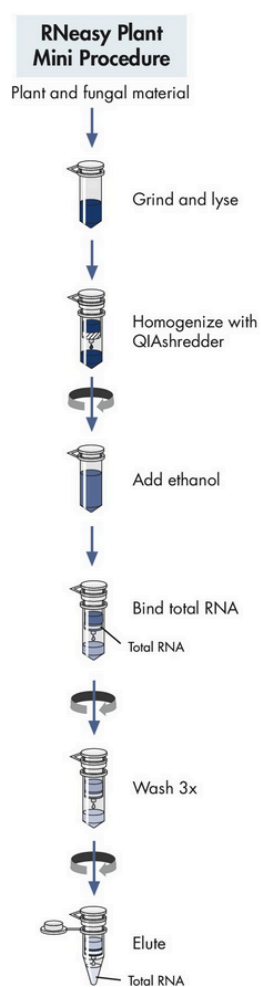 RNeasy Plant
Mini Procedure
Plant and fungal material
Grind and lyse
Homogenize with
QIAshredder
Add ethanol
Bind total RNA
Total RNA
Wash 3x
Elute
Total RNA